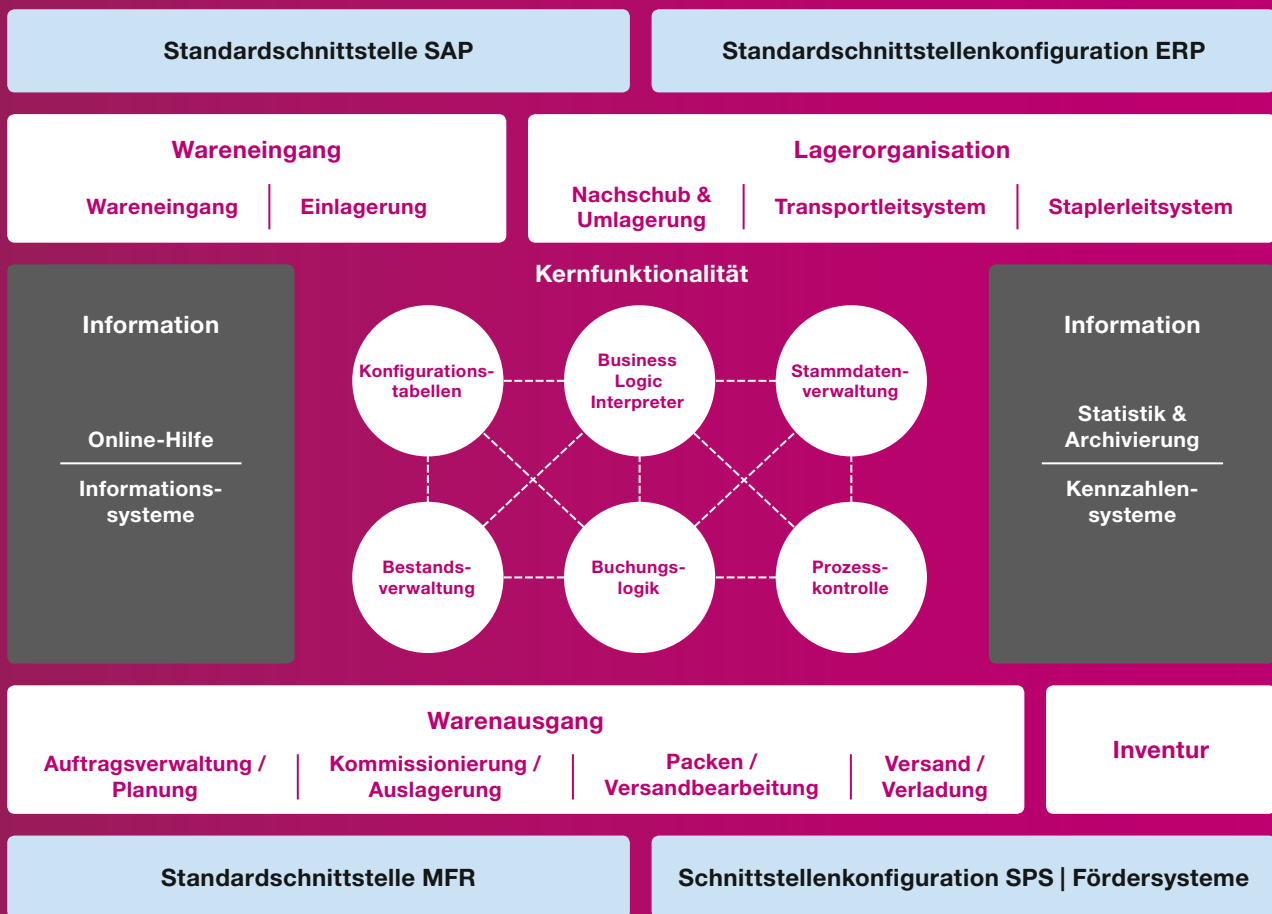 Standardschnittstelle SAP
Standardschnittstellenkonfiguration ERP
Wareneingang
Wareneingang
Einlagerung
Lagerorganisation
Nachschub &
Umlagerung
Transportleitsystem
Staplerleitsystem
Information
Online-Hilfe
Informations-
systeme
Kernfunktionalität
Konfigurations-
tabellen
Business
Logic
Interpreter
Stammdaten-
verwaltung
Bestands-
verwaltung
Buchungs-
logik
Prozess-
kontrolle
Information
Statistik &
Archivierung
Kennzahlen-
systeme
Warenausgang
Auftragsverwaltung /
Planung
Kommissionierung /
Auslagerung
Packen /
Versandbearbeitung
Versand /
Verladung
Inventur
Standardschnittstelle MFR
Schnittstellenkonfiguration SPS | Fördersysteme